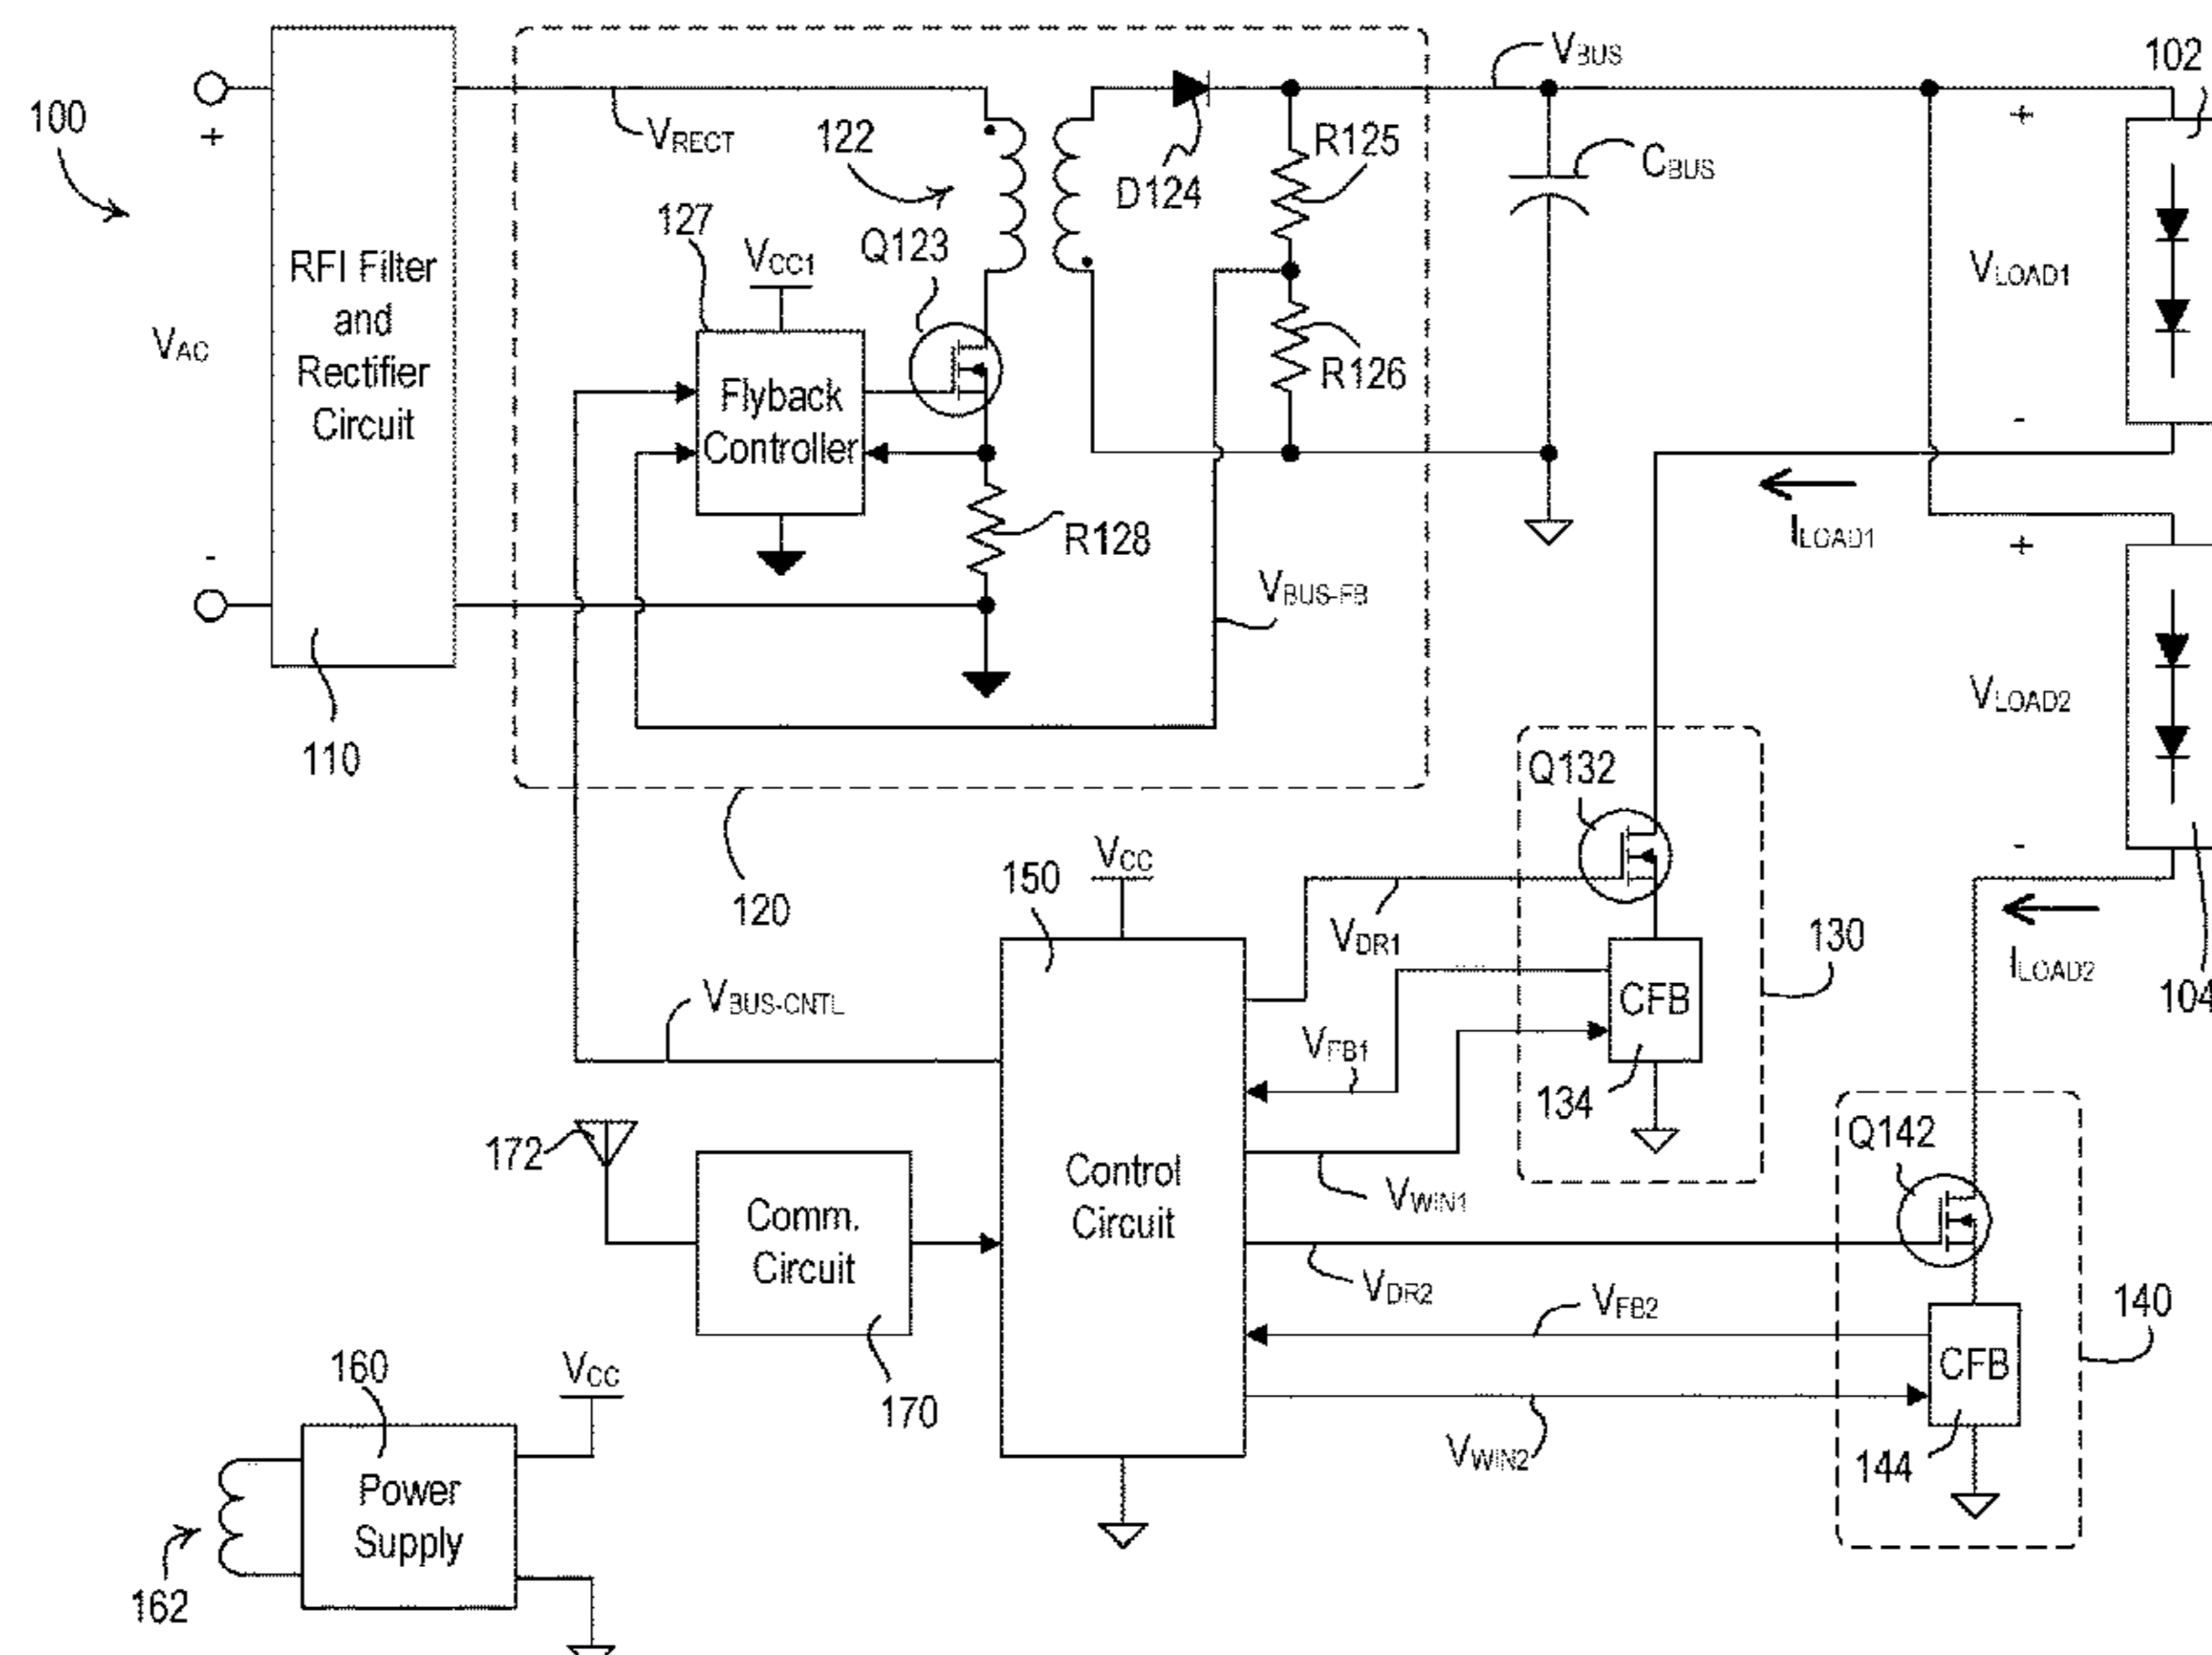 100
+
VAC
-
RFI Filter
and
Rectifier
Circuit
110
VRECT
122
127
VCC1
Q123
Flyback
Controller
R128
D124
R125
R126
VBUS-FB
120
VBUS
CBUS
102
+
VLOAD1
-
ILOAD1
+
VLOAD2
-
ILOAD2
104
Q132
130
CFB
134
VCC
150
VDR1
VFB1
VWIN1
VBUS-CNTL
Control
Circuit
172
Comm.
Circuit
170
VDR2
VFB2
VWIN2
Q142
140
CFB
144
160
VCC
Power
Supply
162